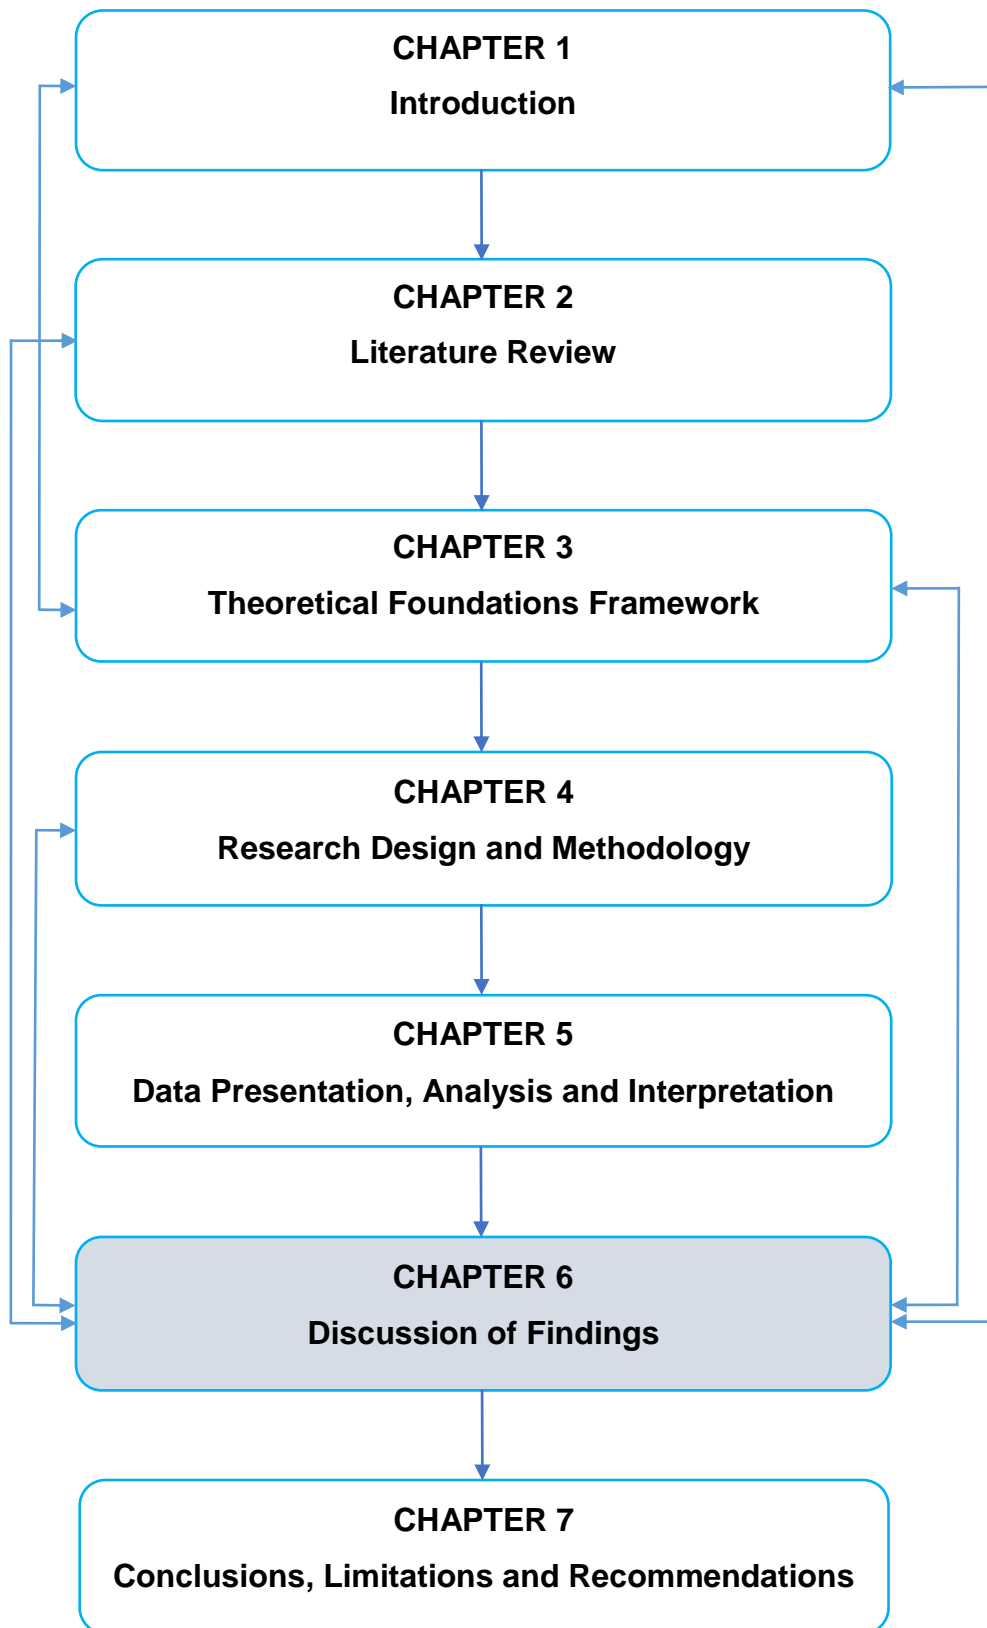 CHAPTER 1
Introduction
CHAPTER 2
Literature Review
CHAPTER 3
Theoretical Foundations Framework
CHAPTER 4
Research Design and Methodology
CHAPTER 5
Data Presentation, Analysis and Interpretation
CHAPTER 6
Discussion of Findings
CHAPTER 7
Conclusions, Limitations and Recommendations